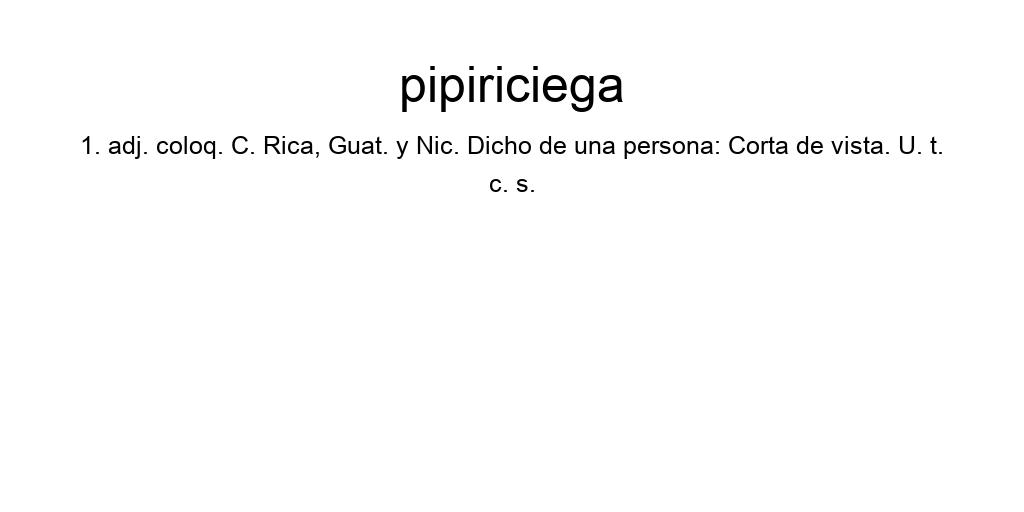 pipiriciega
1. adj. coloq. C. Rica, Guat. y Nic. Dicho de una persona: Corta de vista. U. t.
c. s.